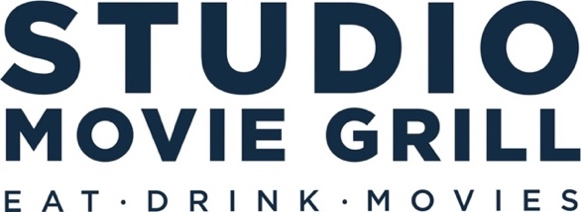 STUDIO
MOVIE GRILL
EAT · DRINK · MOVIES